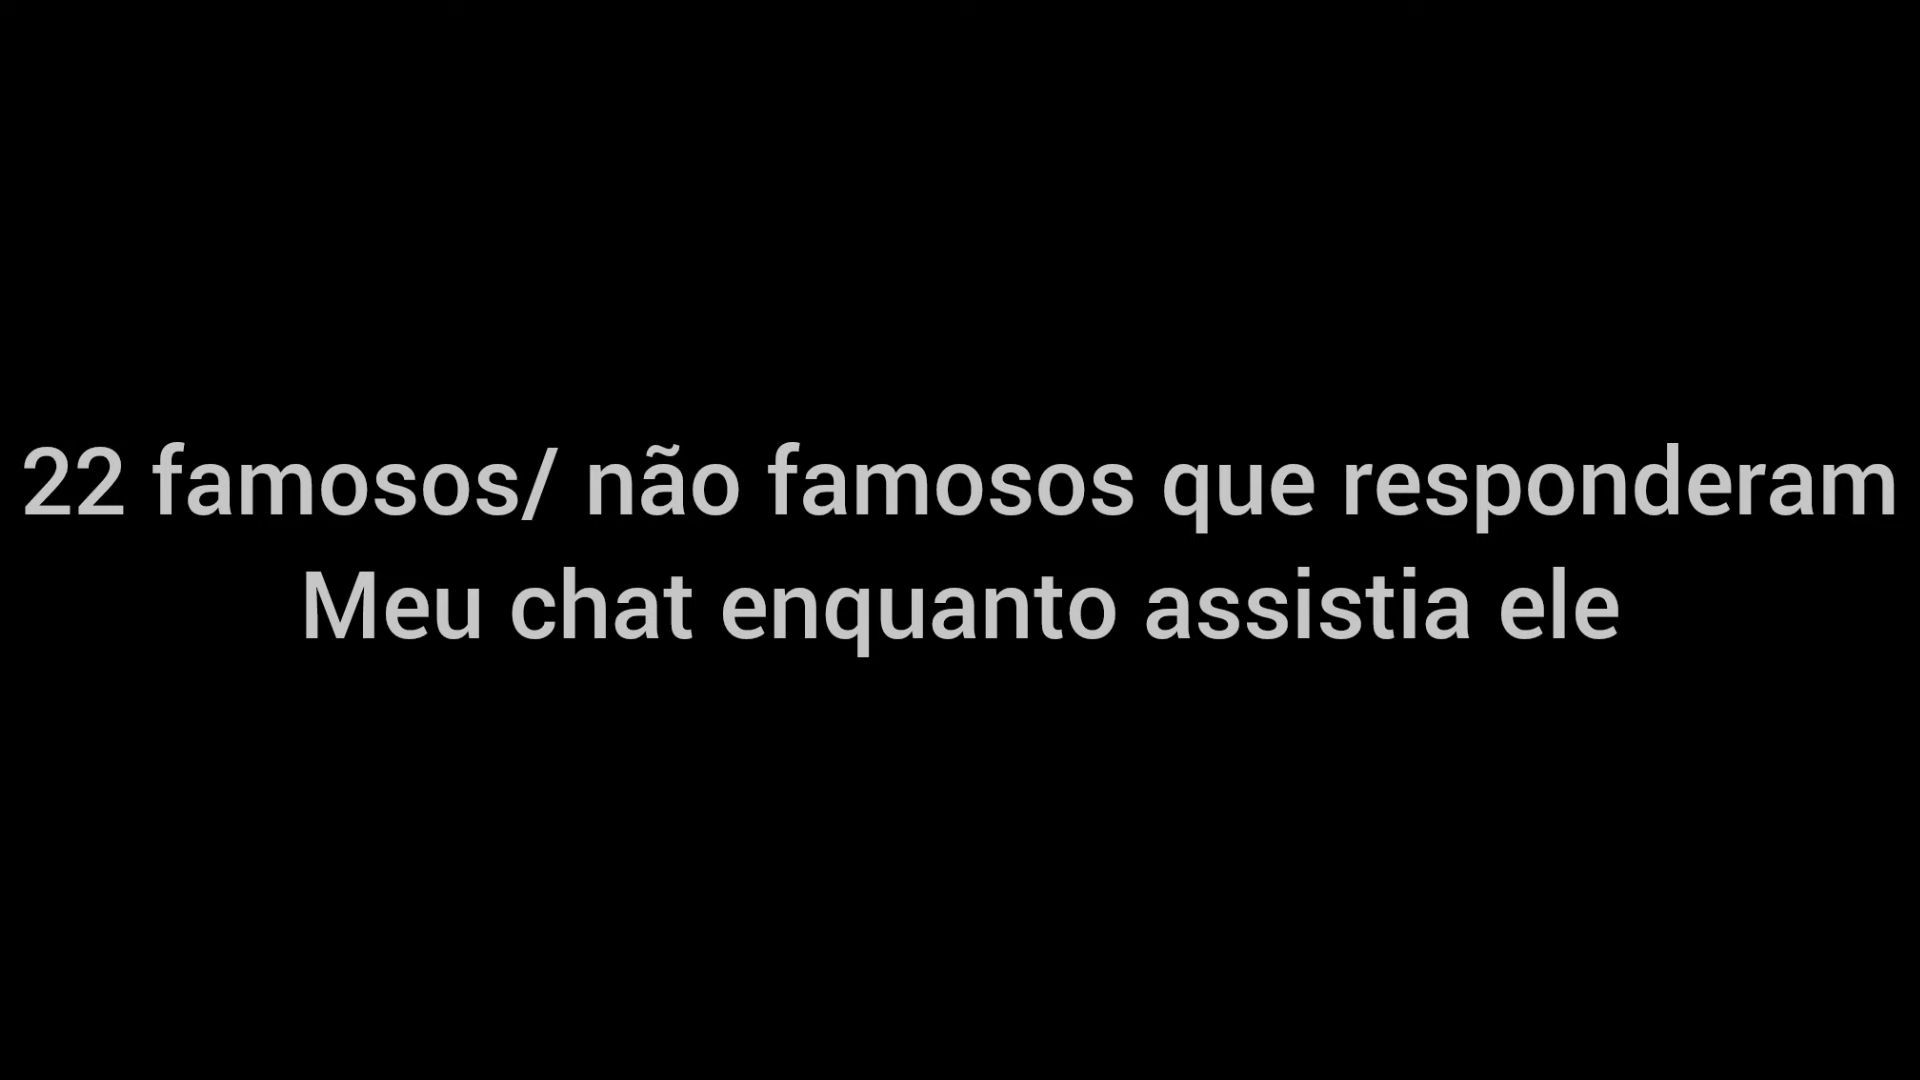 22 famosos/ não famosos que responderam
Meu chat enquanto assistia ele